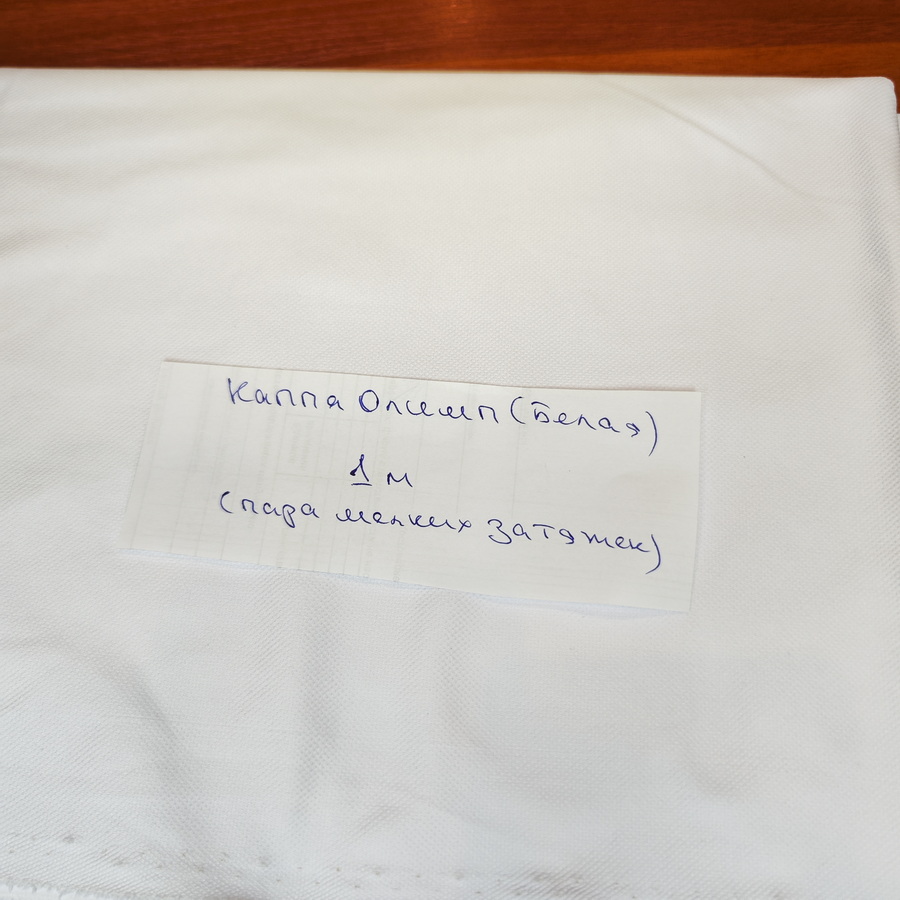 Каппа Олимп (Белая)
1 м
(пара мелких затяжек)